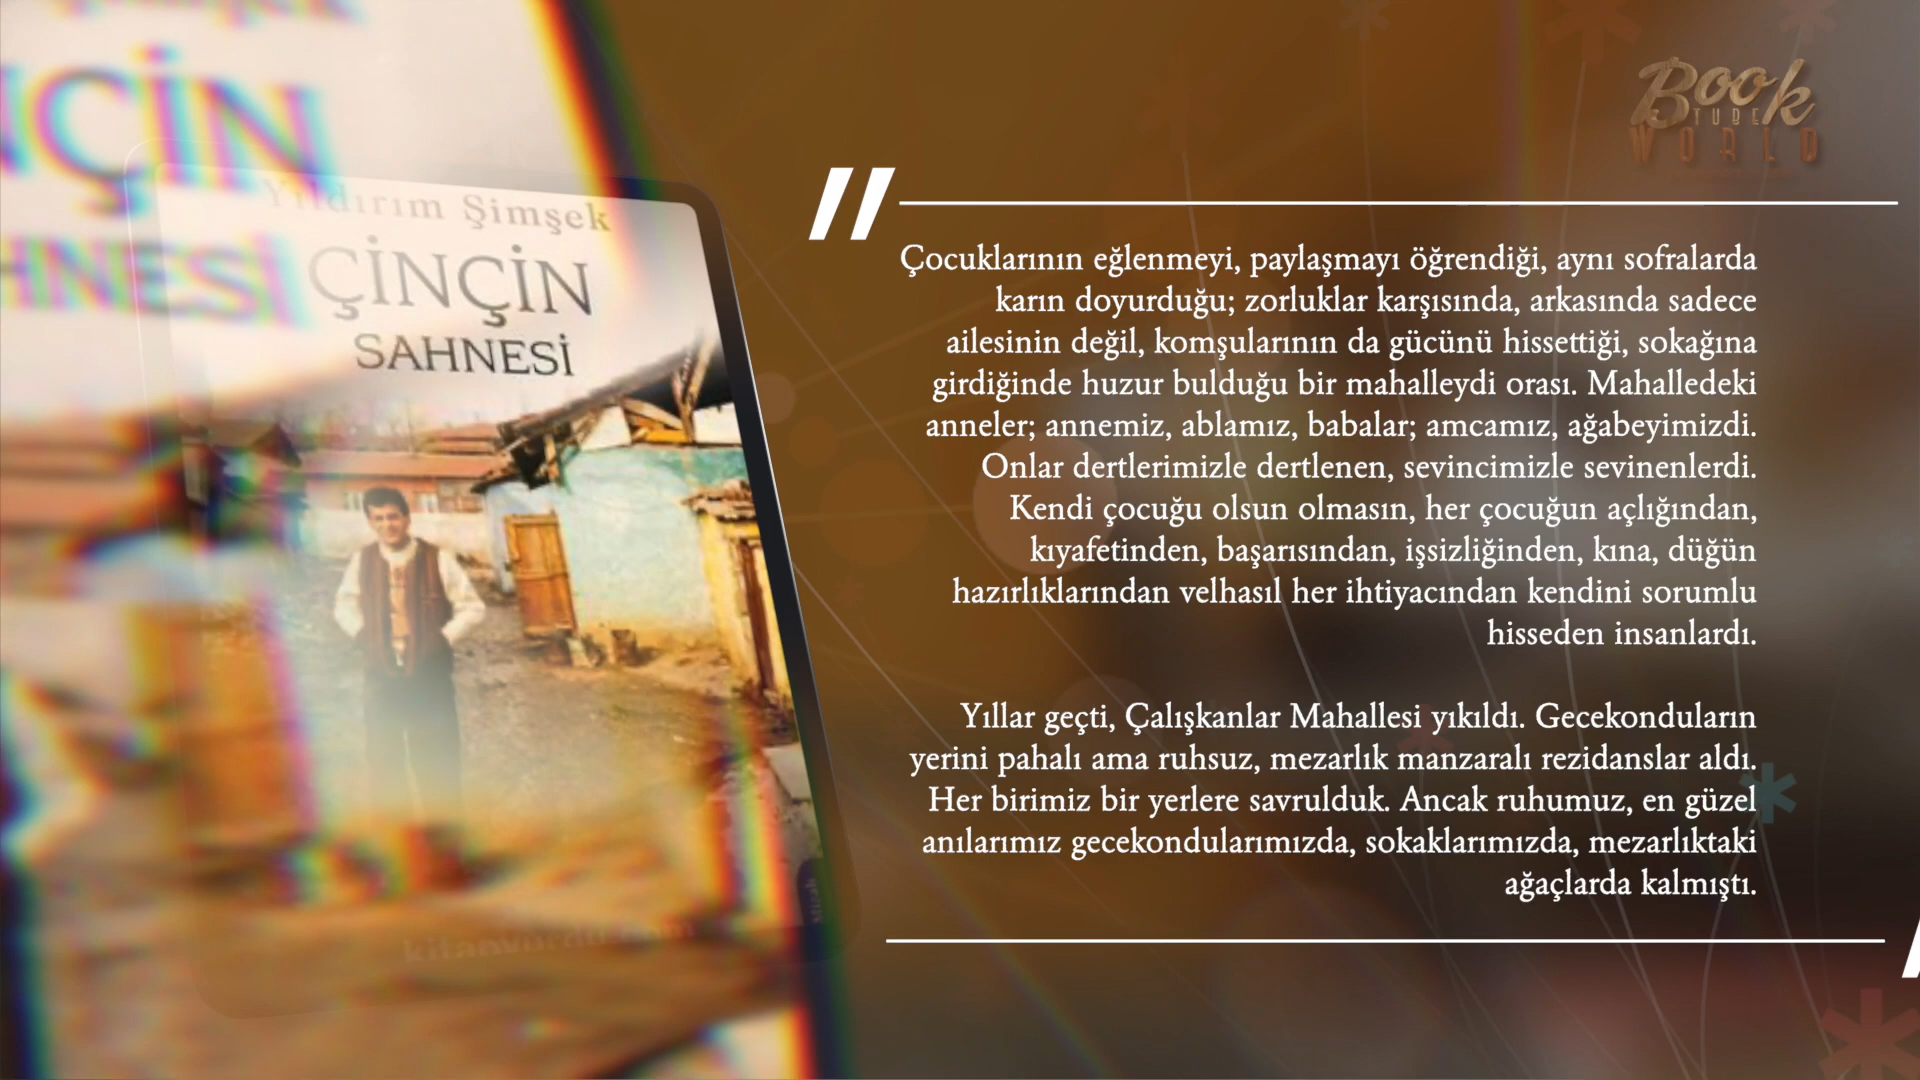 NÇİN
HNESİ
Yıldırım Şimşek
ÇİNÇİN
SAHNESİ
kitapyurdu.com
Book
TUBE
WORLD
Çocuklarının eğlenmeyi, paylaşmayı öğrendiği, aynı sofralarda
karın doyurduğu; zorluklar karşısında, arkasında sadece
ailesinin değil, komşularının da gücünü hissettiği, sokağına
girdiğinde huzur bulduğu bir mahalleydi orası. Mahalledeki
anneler; annemiz, ablamız, babalar; amcamız, ağabeyimizdi.
Onlar dertlerimizle dertlenen, sevincimizle sevinenlerdi.
Kendi çocuğu olsun olmasın, her çocuğun açlığından,
kıyafetinden, başarısından, işsizliğinden, kına, düğün
hazırlıklarından velhasıl her ihtiyacından kendini sorumlu
hisseden insanlardı.
Yıllar geçti, Çalışkanlar Mahallesi yıkıldı. Gecekonduların
yerini pahalı ama ruhsuz, mezarlık manzaralı rezidanslar aldı.
Her birimiz bir yerlere savrulduk. Ancak ruhumuz, en güzel
anılarımız gecekondularımızda, sokaklarımızda, mezarlıktaki
ağaçlarda kalmıştı.